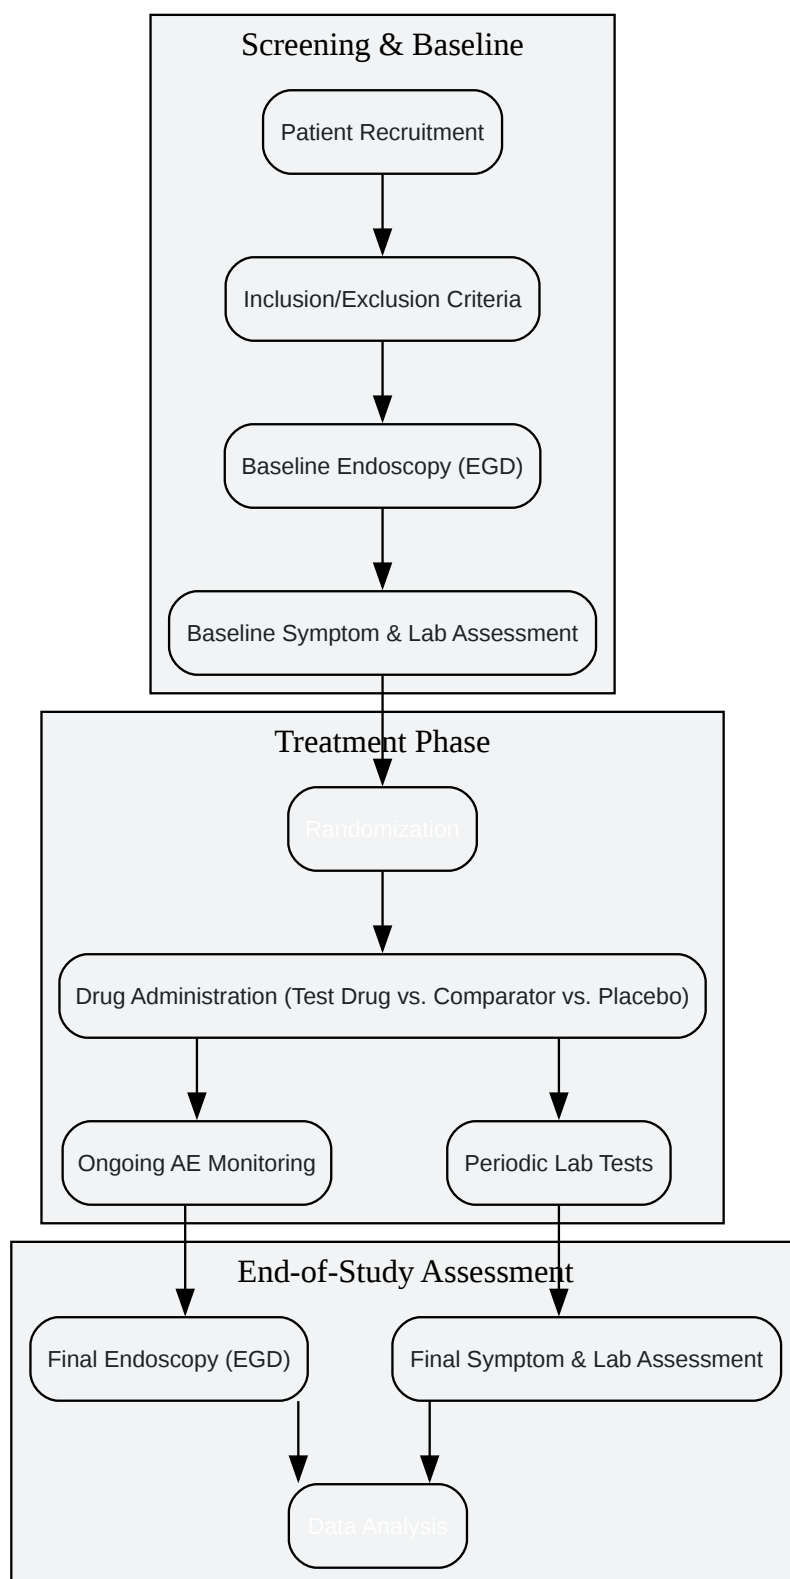 Screening & Baseline
Patient Recruitment
Inclusion/Exclusion Criteria
Baseline Endoscopy (EGD)
Baseline Symptom & Lab Assessment
Treatment Phase
Randomization
Drug Administration (Test Drug vs. Comparator vs. Placebo)
Ongoing AE Monitoring
Periodic Lab Tests
End-of-Study Assessment
Final Endoscopy (EGD)
Final Symptom & Lab Assessment
Data Analysis